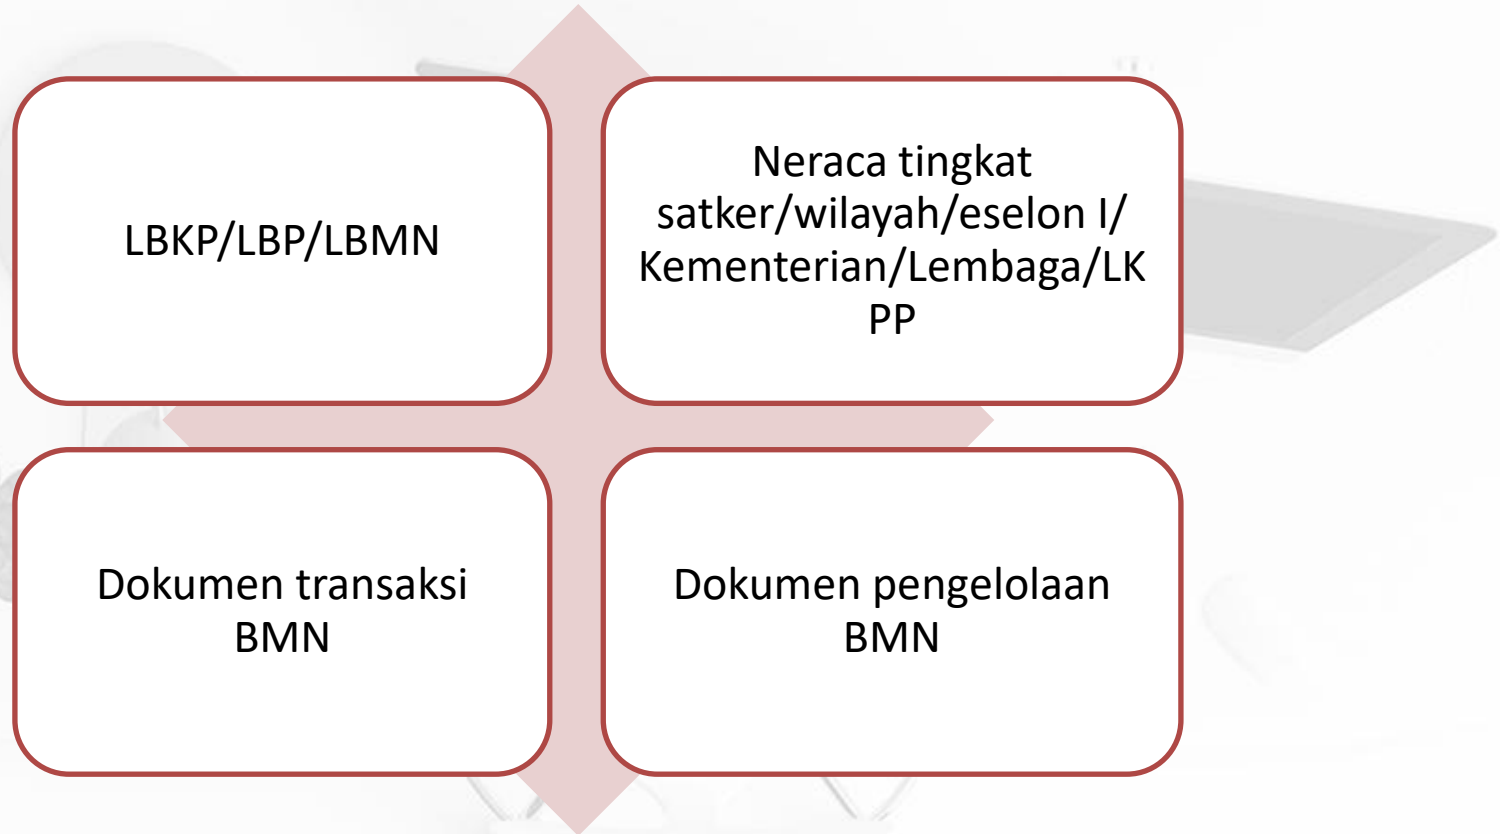 LBKP/LBP/LBMN
Neraca tingkat
satker/wilayah/eselon I/
Kementerian/Lembaga/LK
PP
Dokumen transaksi
BMN
Dokumen pengelolaan
BMN